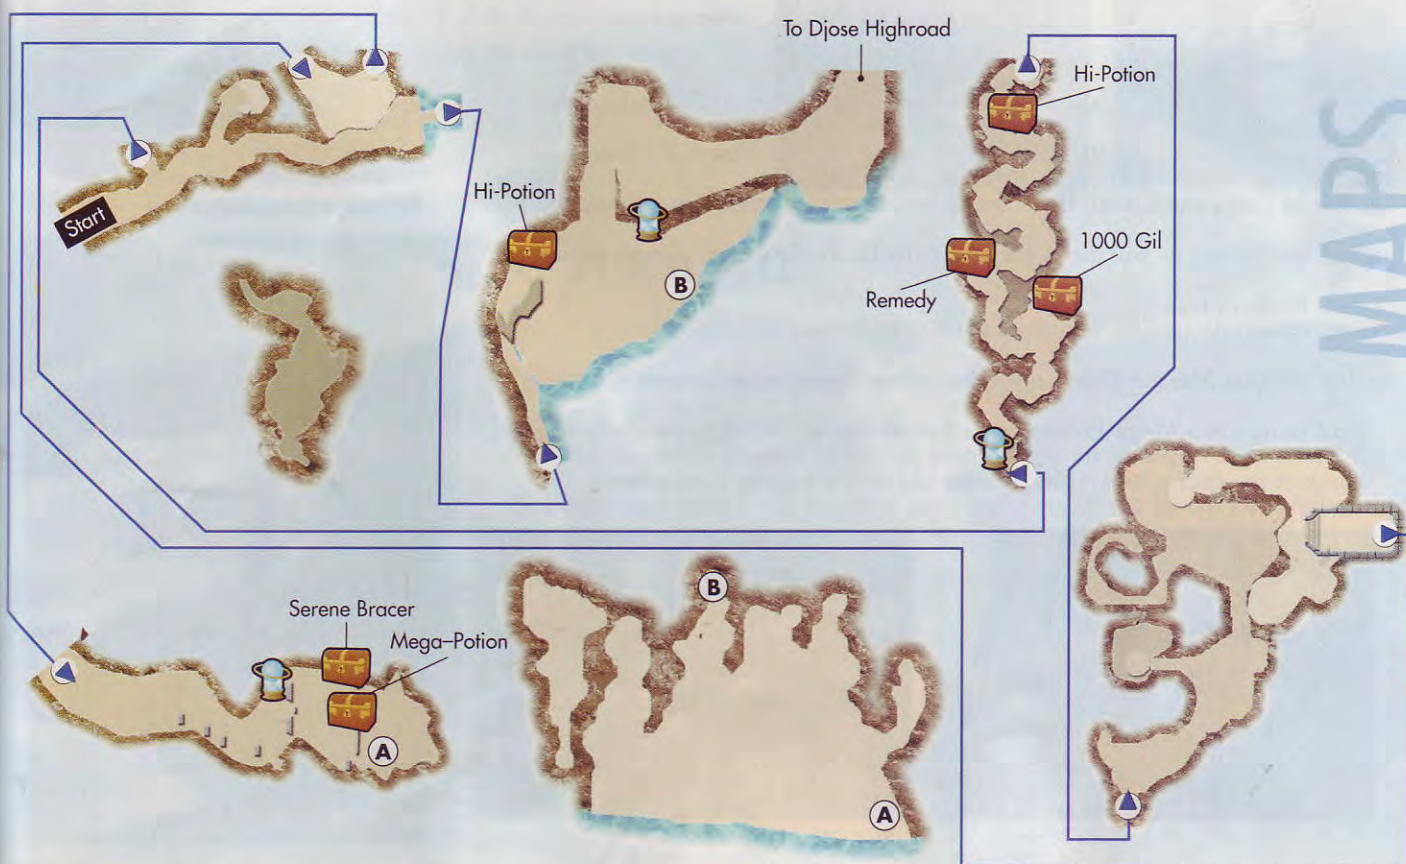 To Djose Highroad
Hi-Potion
MAPS
Hi-Potion
Start
1000 Gil
Remedy
B
B
Serene Bracer
Mega–Potion
A
A